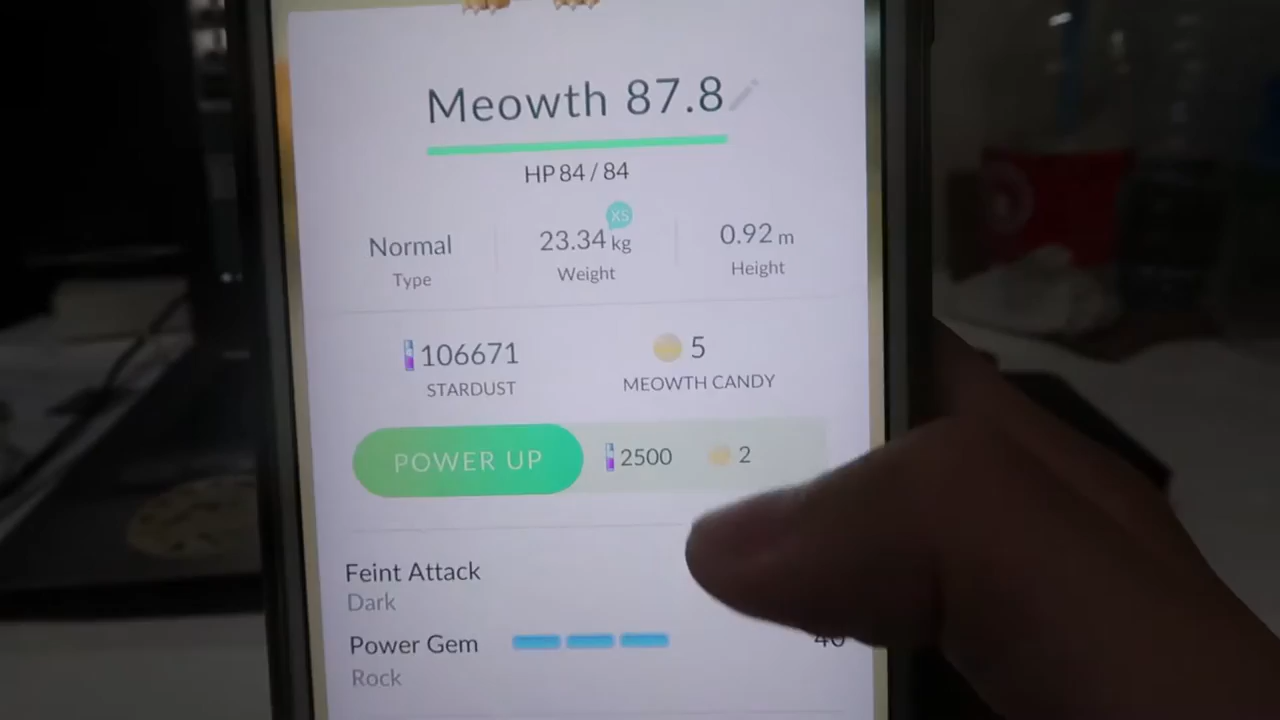 Meowth 87.8
HP 84 / 84
XS
Normal 23.34 kg 0.92 m
Type Weight Height
106671 5
STARDUST MEOWTH CANDY
POWER UP 2500 2
Feint Attack
Dark
Power Gem 40
Rock